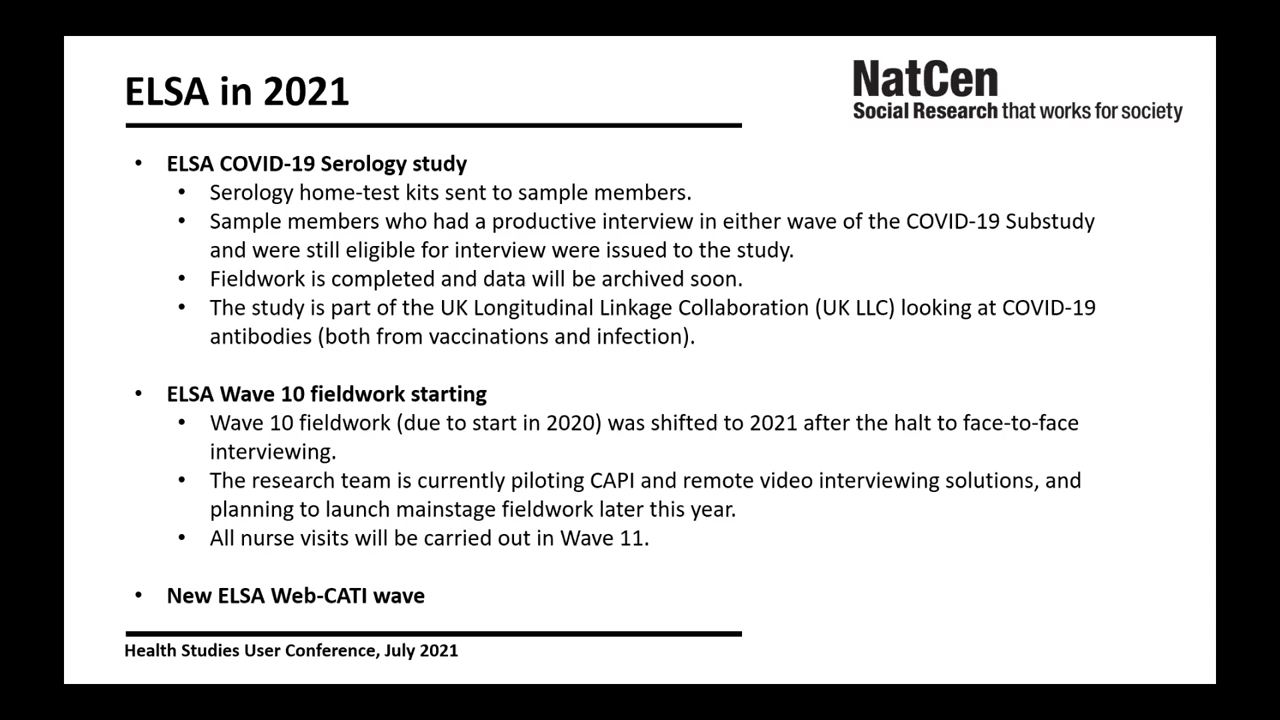 ELSA in 2021
NatCen
Social Research that works for society
• ELSA COVID-19 Serology study
• Serology home-test kits sent to sample members.
• Sample members who had a productive interview in either wave of the COVID-19 Substudy
and were still eligible for interview were issued to the study.
• Fieldwork is completed and data will be archived soon.
• The study is part of the UK Longitudinal Linkage Collaboration (UK LLC) looking at COVID-19
antibodies (both from vaccinations and infection).
• ELSA Wave 10 fieldwork starting
• Wave 10 fieldwork (due to start in 2020) was shifted to 2021 after the halt to face-to-face
interviewing.
• The research team is currently piloting CAPI and remote video interviewing solutions, and
planning to launch mainstage fieldwork later this year.
• All nurse visits will be carried out in Wave 11.
• New ELSA Web-CATI wave
Health Studies User Conference, July 2021